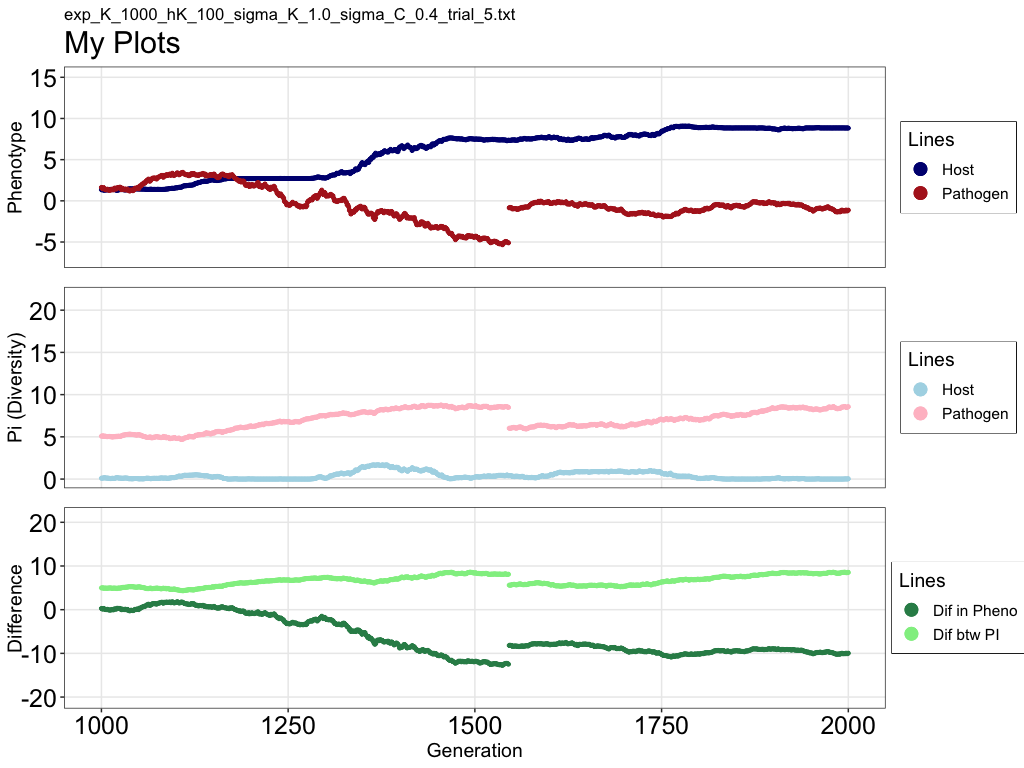 exp_K_1000_hK_100_sigma_K_1.0_sigma_C_0.4_trial_5.txt
My Plots
Phenotype
15
10
5
0
-5
Lines
Host
Pathogen
Pi (Diversity)
20
15
10
5
0
Lines
Host
Pathogen
Difference
20
10
0
-10
-20
Lines
Dif in Pheno
Dif btw PI
1000 1250 1500 1750 2000
Generation